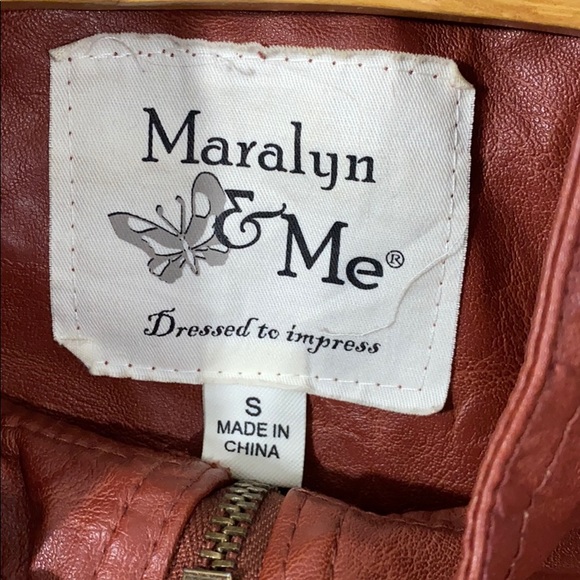 Maralyn
& Me®
Dressed to impress
S
MADE IN
CHINA